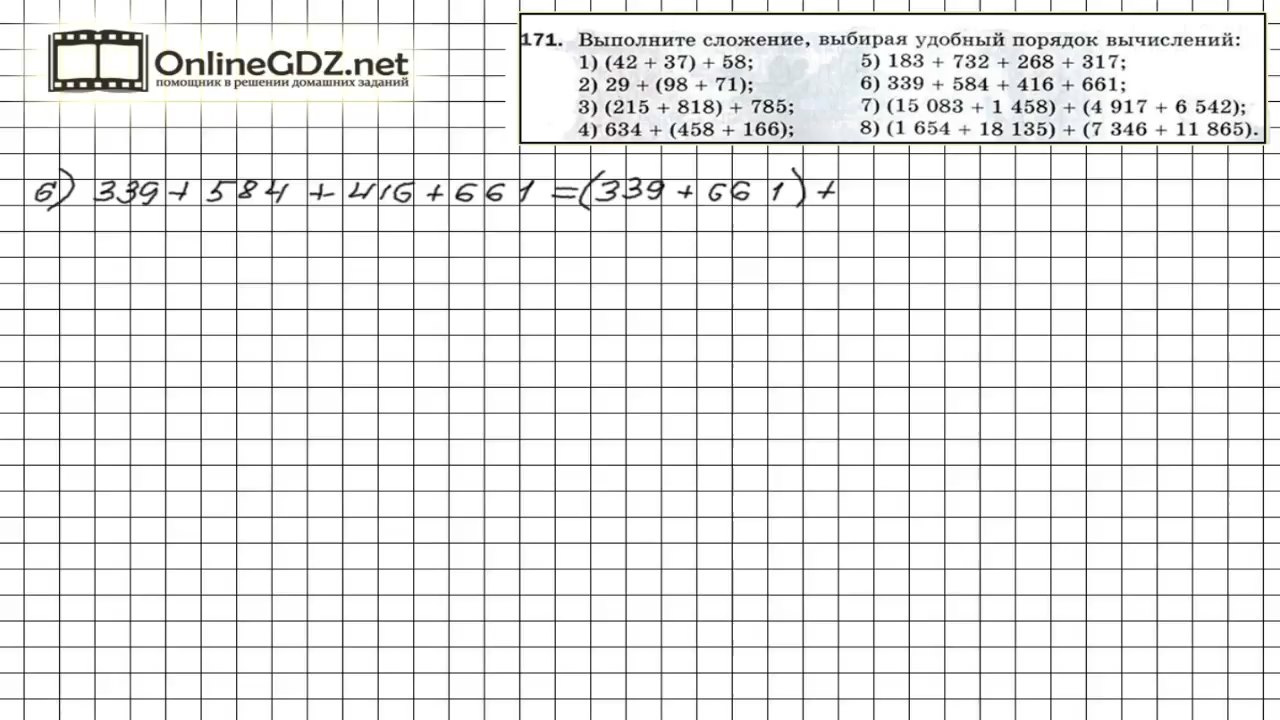 OnlineGDZ.net
помощник в решении домашних заданий
171. Выполните сложение, выбирая удобный порядок вычислений:
1) (42 + 37) + 58;
2) 29 + (98 + 71);
3) (215 + 818) + 785;
4) 634 + (458 + 166);
5) 183 + 732 + 268 + 317;
6) 339 + 584 + 416 + 661;
7) (15 083 + 1 458) + (4 917 + 6 542);
8) (1 654 + 18 135) + (7 346 + 11 865).
6) 339 + 584 + 416 + 661 = (339 + 661) +